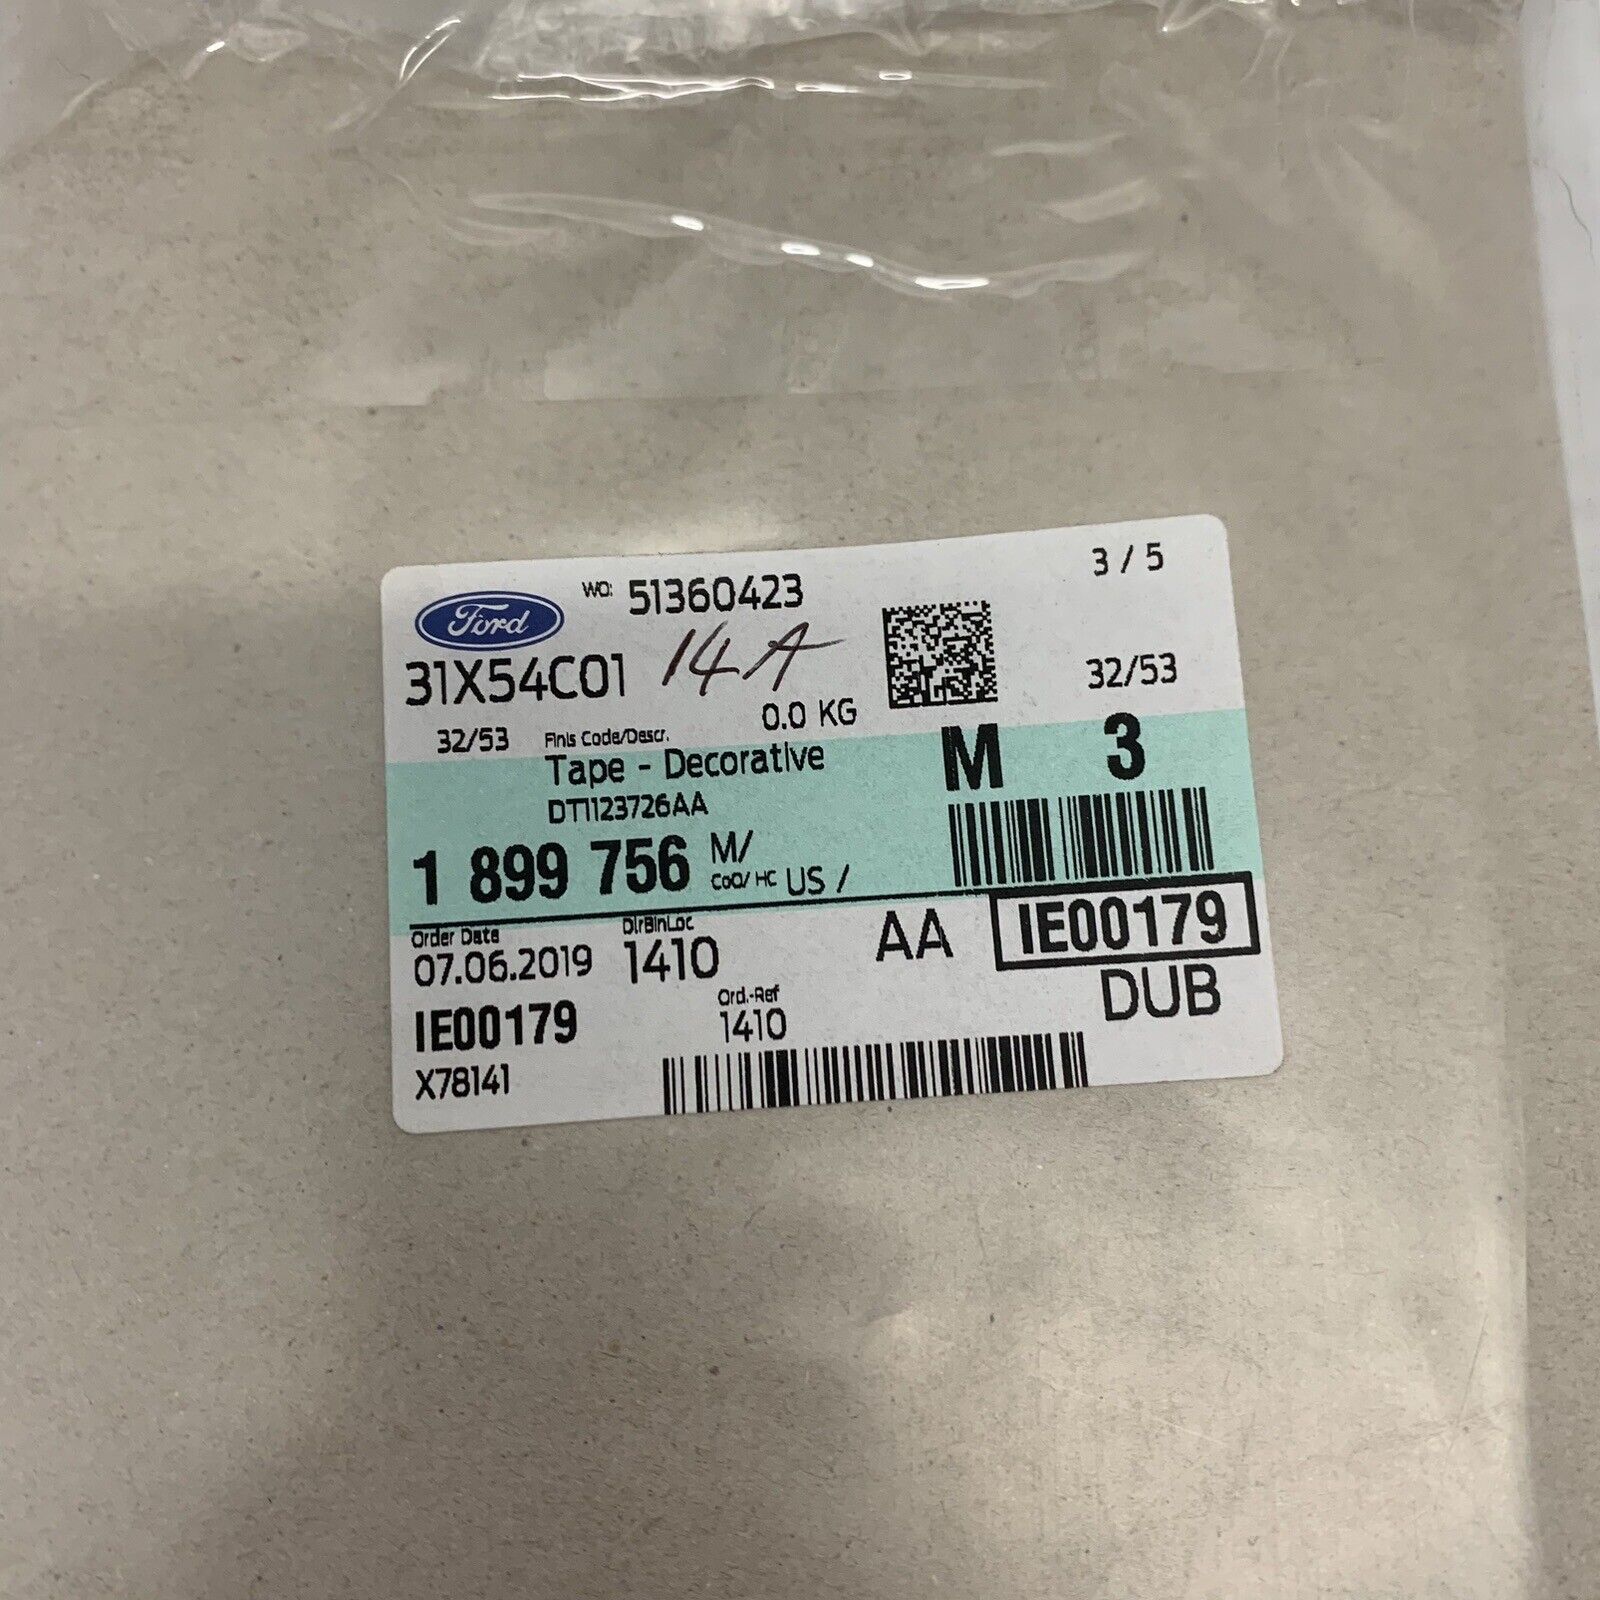 Ford
WO: 51360423
3 / 5
31X54C01
14 A
32/53
0.0 KG
32/53
Finis Code/Descr.
M 3
Tape - Decorative
DT1123726AA
1 899 756 M/
CoO/ HC US /
Order Date
DlrBinLoc
07.06.2019
1410
AA
IE00179
DUB
IE00179
Ord.-Ref
1410
X78141